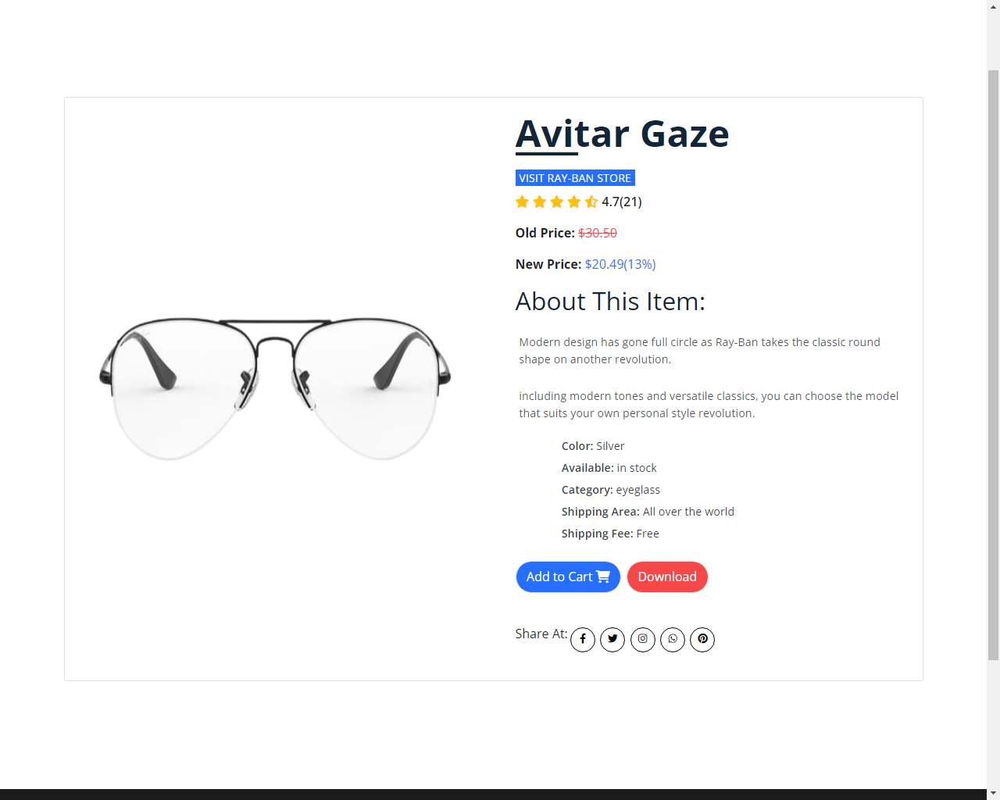 Avitar Gaze
VISIT RAY-BAN STORE
4.7(21)
Old Price: $30.50
New Price: $20.49(13%)
About This Item:
Modern design has gone full circle as Ray-Ban takes the classic round
shape on another revolution.
including modern tones and versatile classics, you can choose the model
that suits your own personal style revolution.
Color: Silver
Available: in stock
Category: eyeglass
Shipping Area: All over the world
Shipping Fee: Free
Add to Cart
Download
Share At: